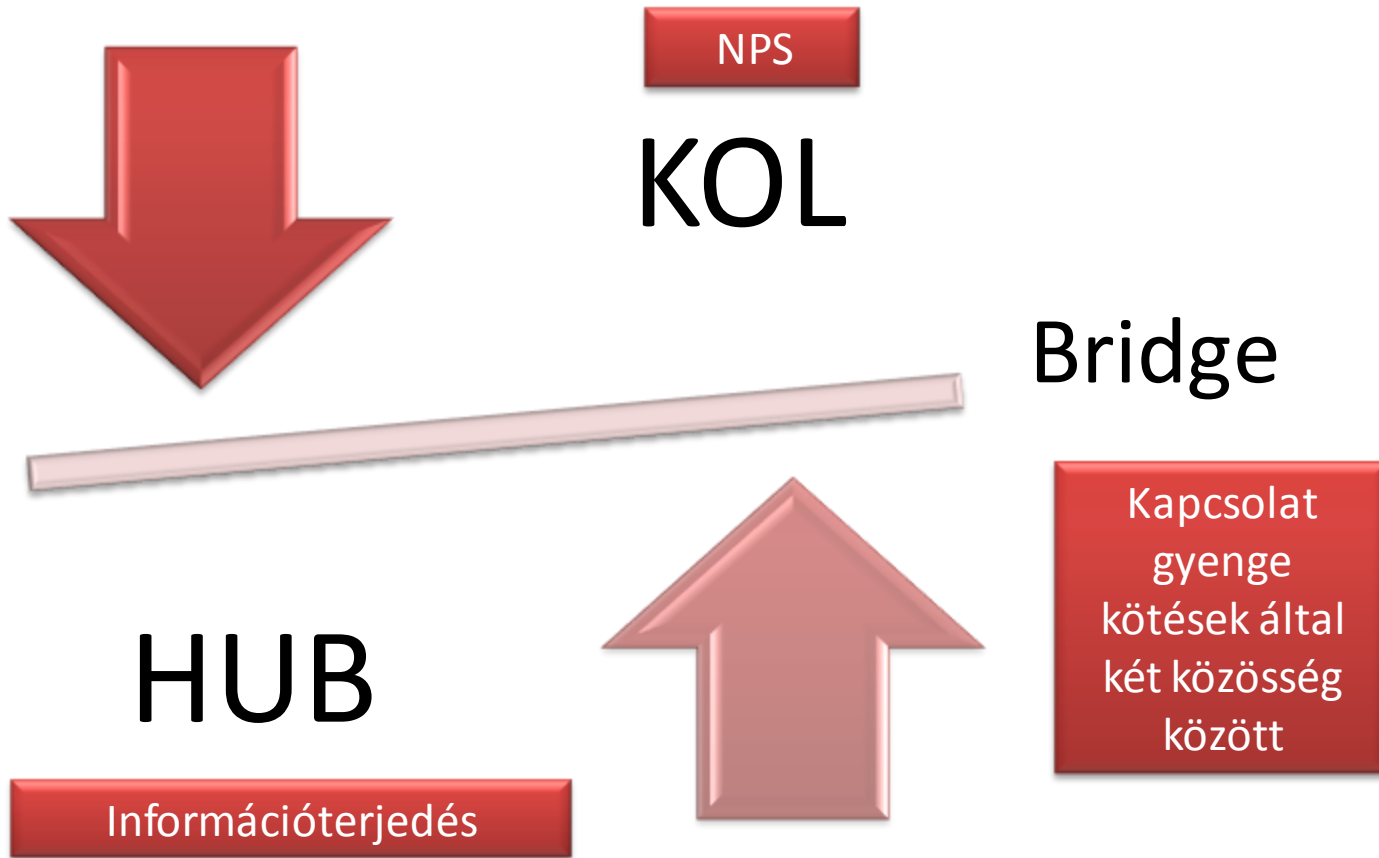 NPS
KOL
Bridge
Kapcsolat
gyenge
kötések által
két közösség
között
HUB
Információterjedés